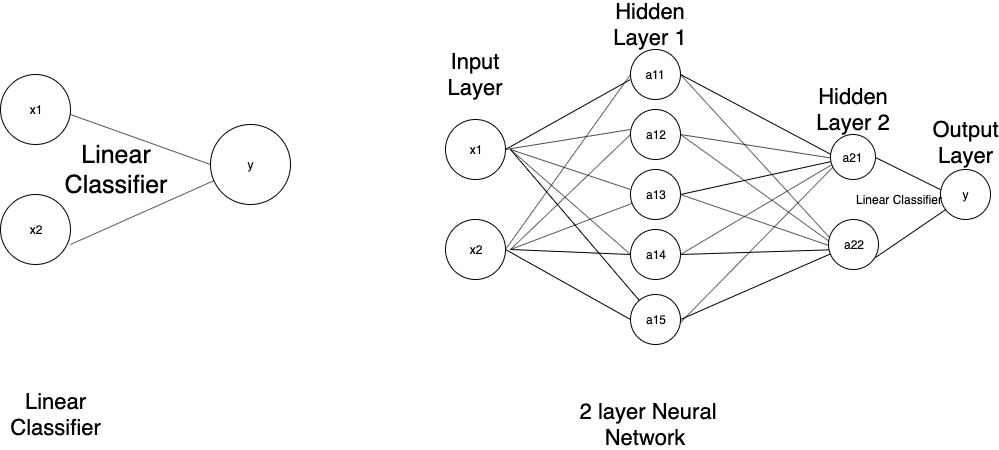 x1
x2
Linear
Classifier
y
Linear
Classifier
Input
Layer
x1
x2
Hidden
Layer 1
a11
a12
a13
a14
a15
Hidden
Layer 2
a21
a22
Linear Classifier
Output
Layer
y
2 layer Neural
Network